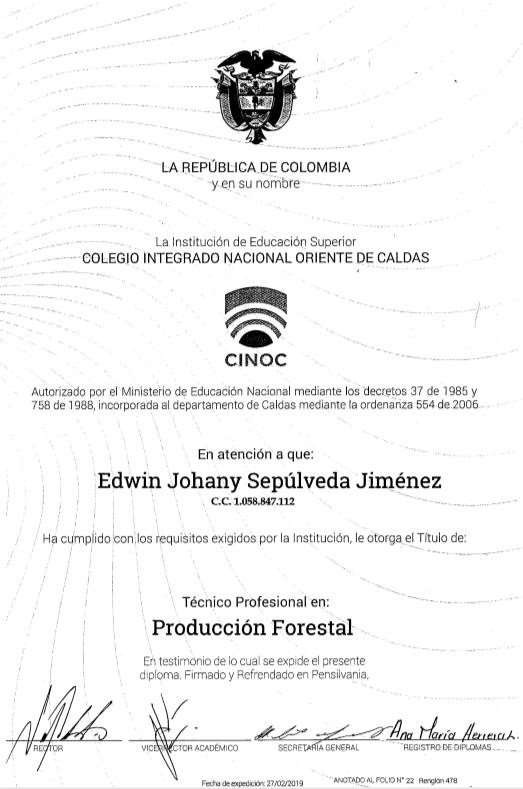 LA REPÚBLICA DE COLOMBIA
y en su nombre
La Institución de Educación Superior
COLEGIO INTEGRADO NACIONAL ORIENTE DE CALDAS
CINOC
Autorizado por el Ministerio de Educación Nacional mediante los decretos 37 de 1985 y
758 de 1988, incorporada al departamento de Caldas mediante la ordenanza 554 de 2006
En atención a que:
Edwin Johany Sepúlveda Jiménez
C.C. 1.058.847.112
Ha cumplido con los requisitos exigidos por la Institución, le otorga el Título de:
Técnico Profesional en:
Producción Forestal
En testimonio de lo cual se expide el presente
diploma. Firmado y Refrendado en Pensilvania,
Ana María Herrera
RECTOR VICERRECTOR ACADÉMICO SECRETARÍA GENERAL REGISTRO DE DIPLOMAS
Fecha de expedición: 27/02/2019 ANOTADO AL FOLIO N° 22 Renglón 478